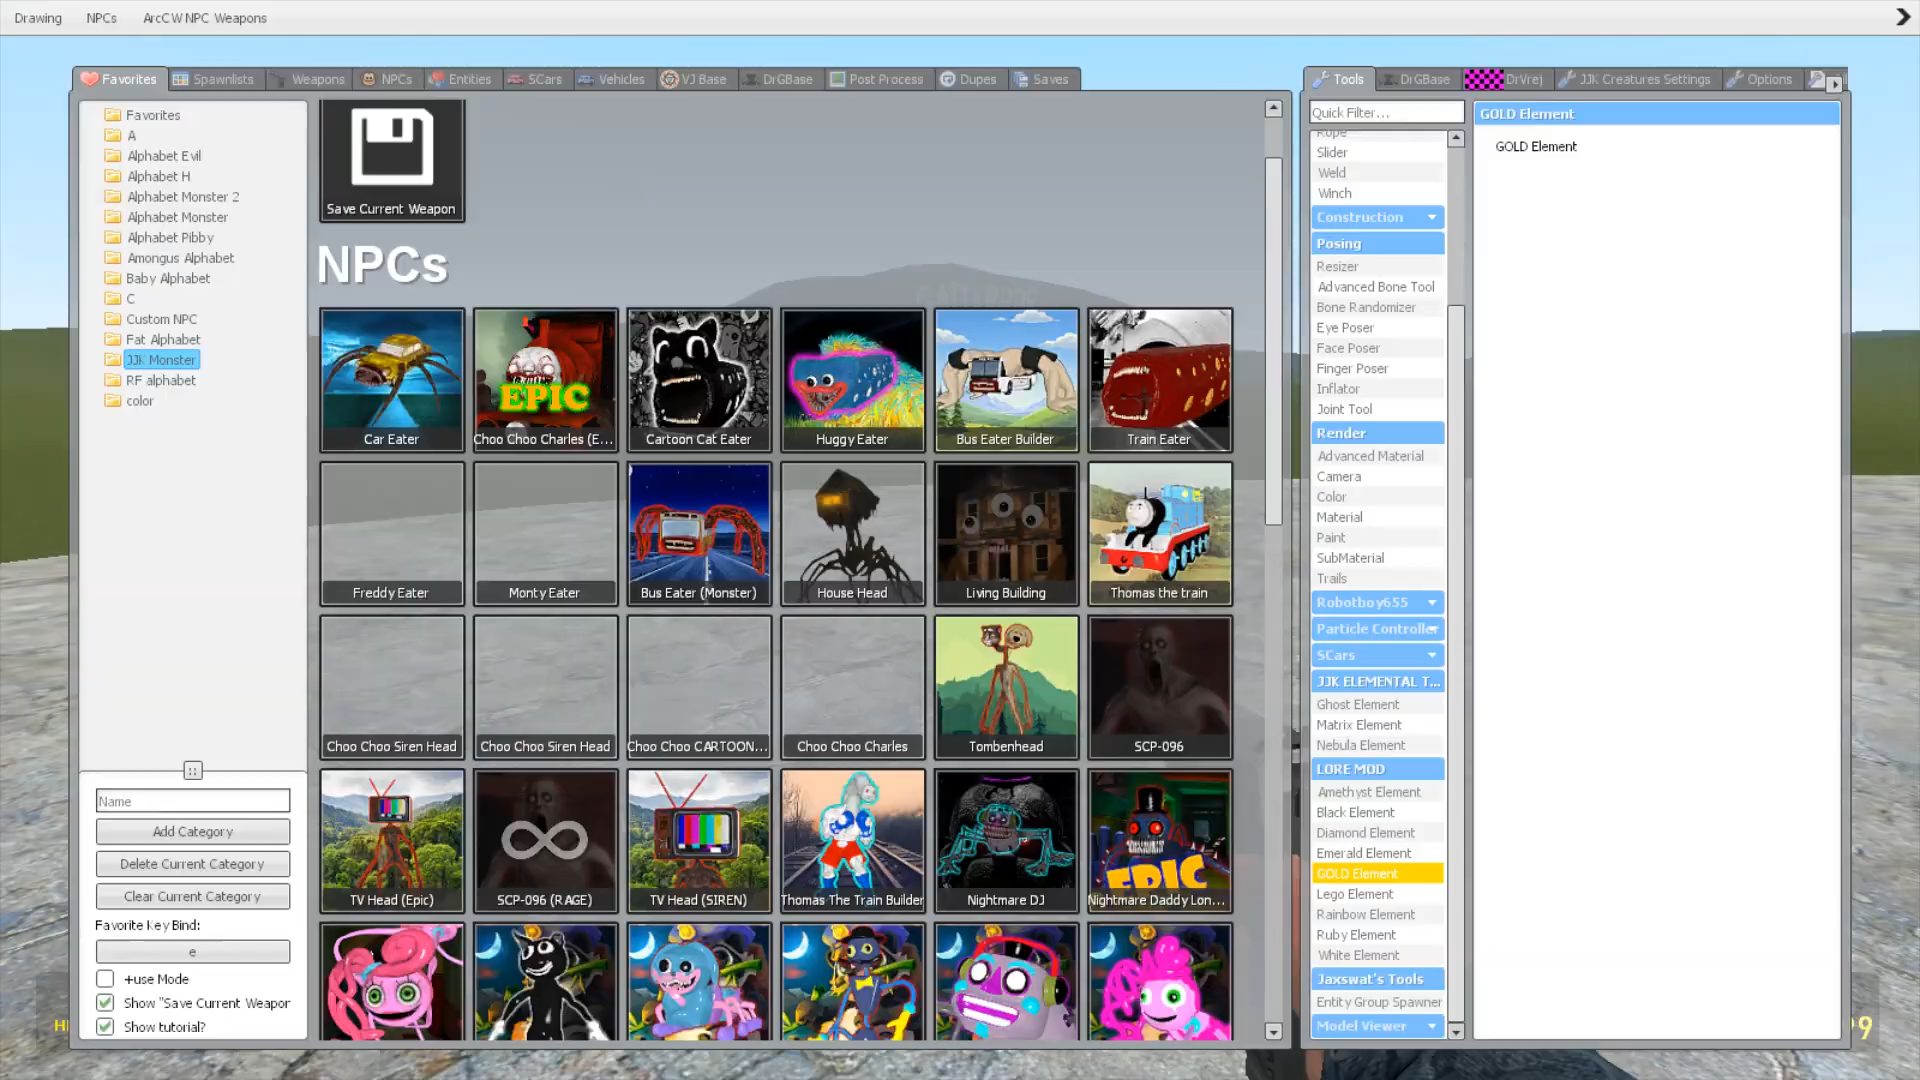 Drawing NPCs ArcCW NPC Weapons
Favorites Spawnlists Weapons NPCs Entities SCars Vehicles VJ Base DrGBase Post Process Dupes Saves
Favorites
A
Alphabet Evil
Alphabet H
Alphabet Monster 2
Alphabet Monster
Alphabet Pibby
Amongus Alphabet
Baby Alphabet
C
Custom NPC
Fat Alphabet
JJK Monster
RF alphabet
color
Name
Add Category
Delete Current Category
Clear Current Category
Favorite Key Bind:
e
+use Mode
Show "Save Current Weapon
Show tutorial?
Save Current Weapon
NPCs
EPIC
Car Eater Choo Choo Charles (E... Cartoon Cat Eater Huggy Eater Bus Eater Builder Train Eater
Freddy Eater Monty Eater Bus Eater (Monster) House Head Living Building Thomas the train
Choo Choo Siren Head Choo Choo Siren Head Choo Choo CARTOON... Choo Choo Charles Tombenhead SCP-096
EPIC
TV Head (Epic) SCP-096 (RAGE) TV Head (SIREN) Thomas The Train Builder Nightmare DJ Nightmare Daddy Lon...
Tools DrGBase DrVrej JJK Creatures Settings Options
Quick Filter...
Rope
Slider
Weld
Winch
Construction
Posing
Resizer
Advanced Bone Tool
Bone Randomizer
Eye Poser
Face Poser
Finger Poser
Inflator
Joint Tool
Render
Advanced Material
Camera
Color
Material
Paint
SubMaterial
Trails
Robotboy655
Particle Controller
SCars
JJK ELEMENTAL T...
Ghost Element
Matrix Element
Nebula Element
LORE MOD
Amethyst Element
Black Element
Diamond Element
Emerald Element
GOLD Element
Lego Element
Rainbow Element
Ruby Element
White Element
Jaxswat's Tools
Entity Group Spawner
Model Viewer
GOLD Element
GOLD Element